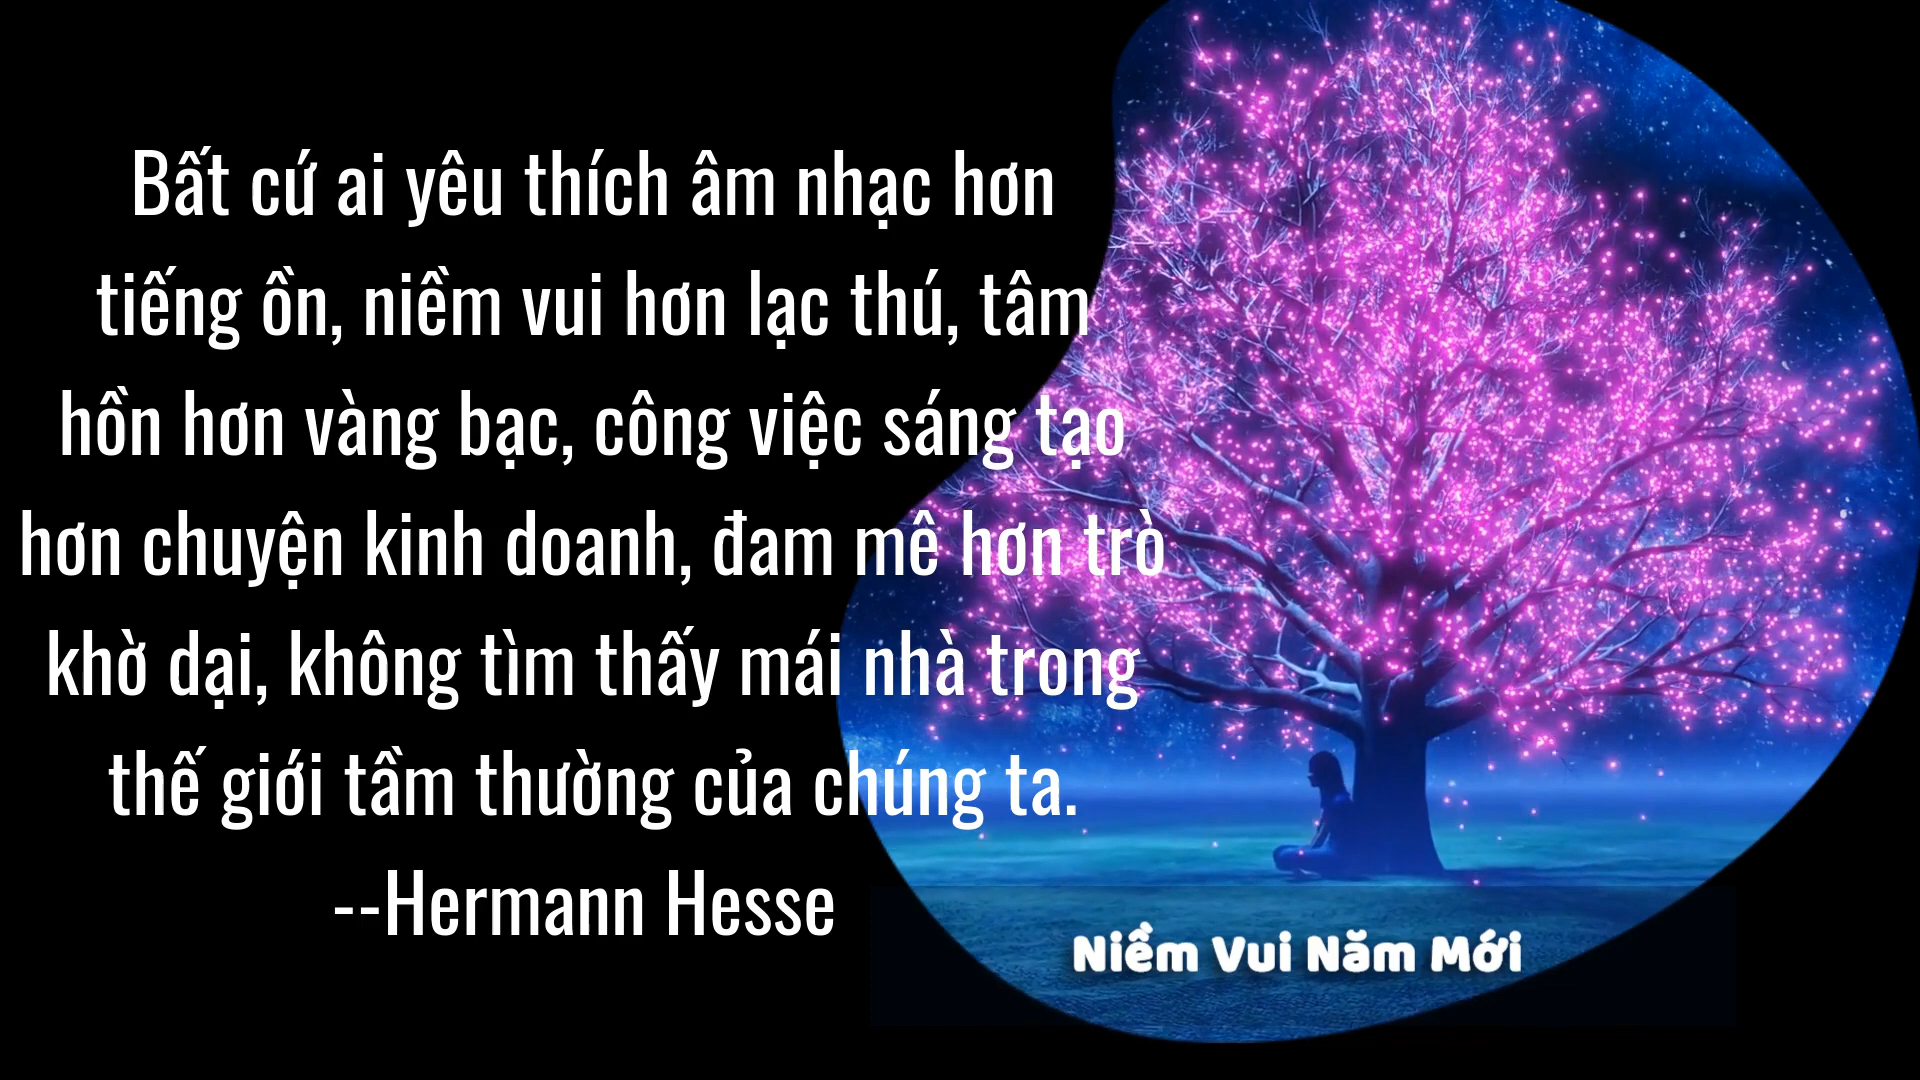 Bất cứ ai yêu thích âm nhạc hơn
tiếng ồn, niềm vui hơn lạc thú, tâm
hồn hơn vàng bạc, công việc sáng tạo
hơn chuyện kinh doanh, đam mê hơn trò
khờ dại, không tìm thấy mái nhà trong
thế giới tầm thường của chúng ta.
--Hermann Hesse
Niềm Vui Năm Mới